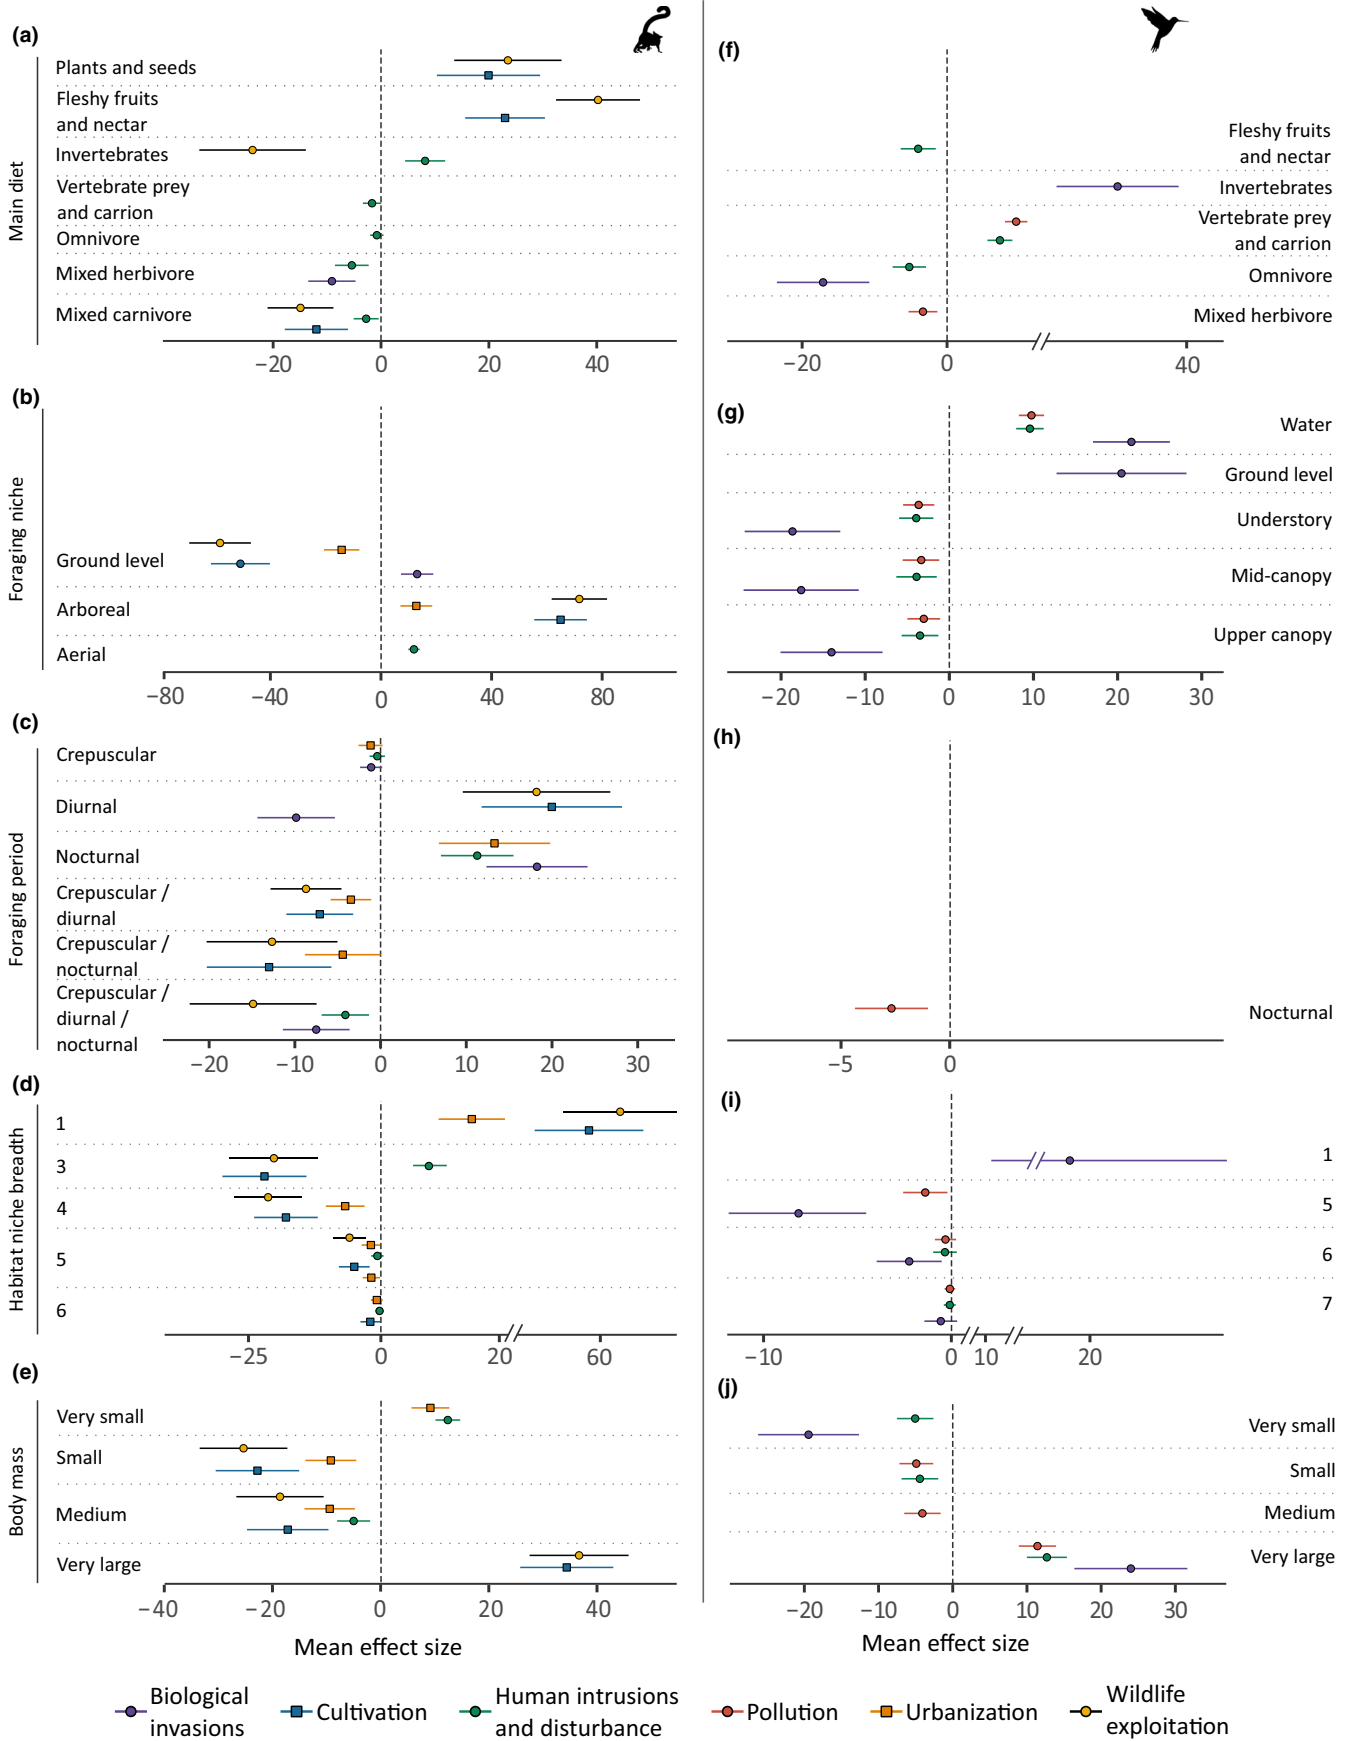 (a)
Main diet
Plants and seeds
Fleshy fruits
and nectar
Invertebrates
Vertebrate prey
and carrion
Omnivore
Mixed herbivore
Mixed carnivore
−20 0 20 40
(b)
Foraging niche
Ground level
Arboreal
Aerial
−80 −40 0 40 80
(c)
Foraging period
Crepuscular
Diurnal
Nocturnal
Crepuscular /
diurnal
Crepuscular /
nocturnal
Crepuscular /
diurnal /
nocturnal
−20 −10 0 10 20 30
(d)
Habitat niche breadth
1
3
4
5
6
−25 0 20 60
(e)
Body mass
Very small
Small
Medium
Very large
−40 −20 0 20 40
Mean effect size
(f)
Fleshy fruits
and nectar
Invertebrates
Vertebrate prey
and carrion
Omnivore
Mixed herbivore
−20 0 40
(g)
Water
Ground level
Understory
Mid-canopy
Upper canopy
−20 −10 0 10 20 30
(h)
Nocturnal
−5 0
(i)
1
5
6
7
−10 0 10 20
(j)
Very small
Small
Medium
Very large
−20 −10 0 10 20 30
Mean effect size
Biological
invasions
Cultivation
Human intrusions
and disturbance
Pollution
Urbanization
Wildlife
exploitation